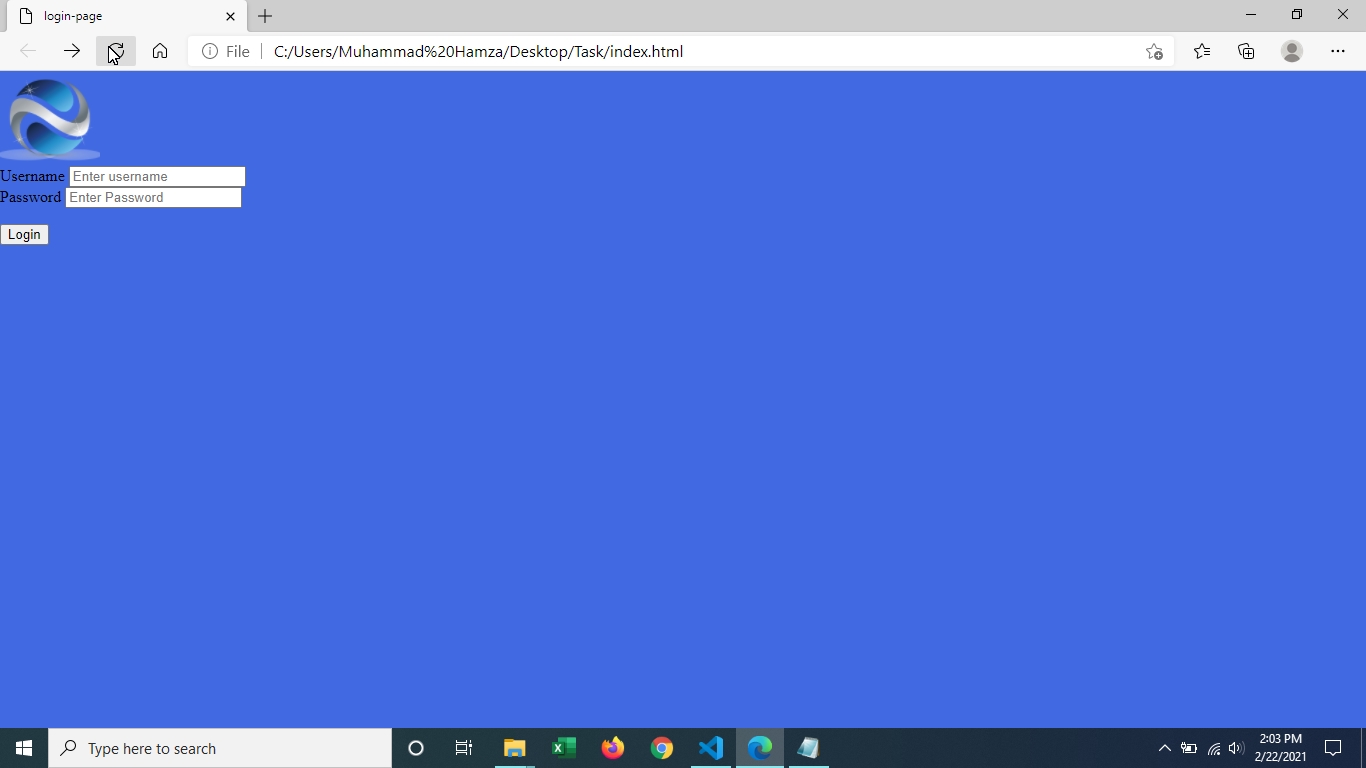 login-page
File
C:/Users/Muhammad%20Hamza/Desktop/Task/index.html
Username Enter username
Password Enter Password
Login
Type here to search
2:03 PM
2/22/2021